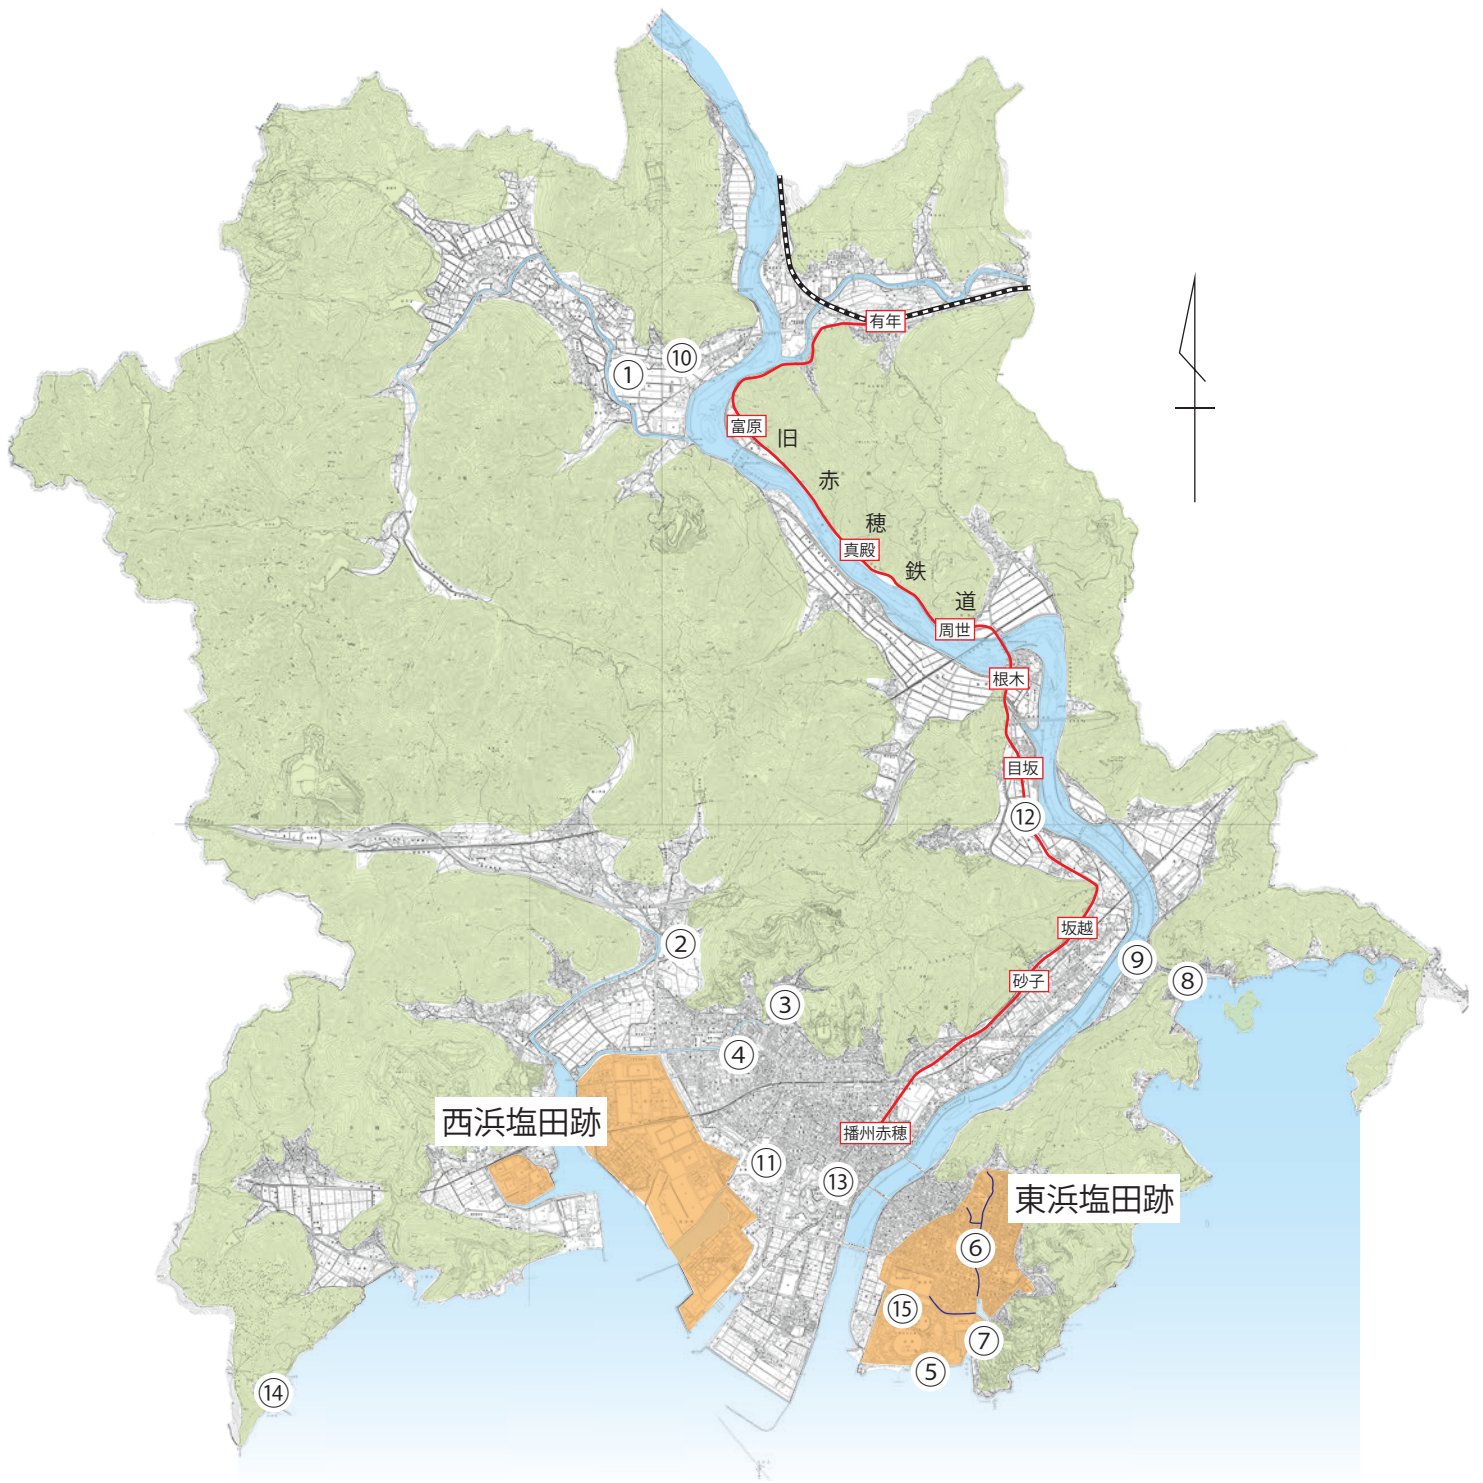 有年
①
⑩
富原
旧赤穂鉄道
真殿
周世
根木
目坂
⑫
坂越
②
⑨
⑧
砂子
③
④
西浜塩田跡
播州赤穂
⑪
⑬
東浜塩田跡
⑥
⑮
⑦
⑤
⑭